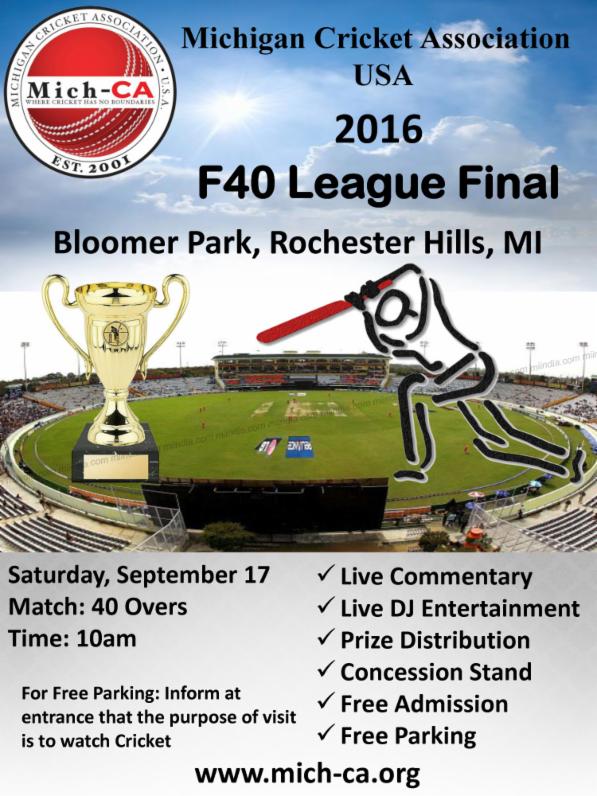 MICHIGAN CRICKET ASSOCIATION · U.S.A
Mich-CA
WHERE CRICKET HAS NO BOUNDARIES
EST. 2001
Michigan Cricket Association
USA
2016
F40 League Final
Bloomer Park, Rochester Hills, MI
Saturday, September 17
Match: 40 Overs
Time: 10am
For Free Parking: Inform at
entrance that the purpose of visit
is to watch Cricket
✓ Live Commentary
✓ Live DJ Entertainment
✓ Prize Distribution
✓ Concession Stand
✓ Free Admission
✓ Free Parking
www.mich-ca.org